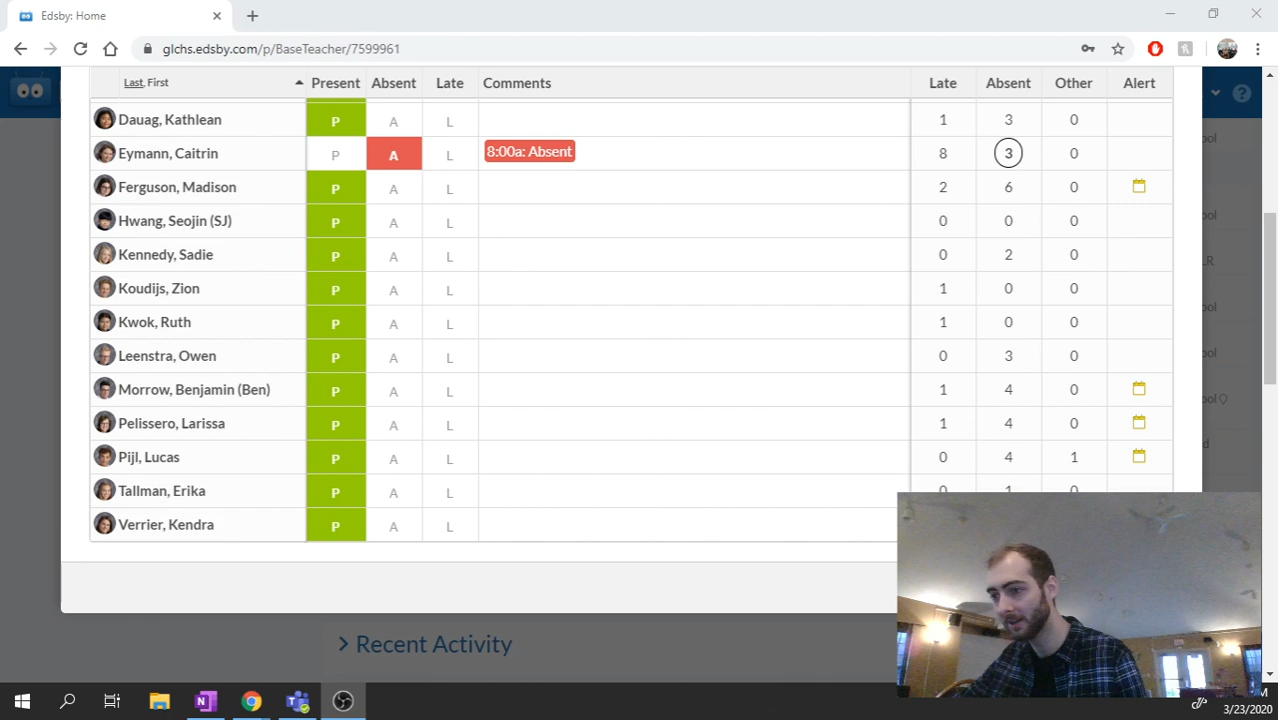 Edsby: Home
glchs.edsby.com/p/BaseTeacher/7599961
Last, First Present Absent Late Comments Late Absent Other Alert
Dauag, Kathlean P A L 1 3 0
Eymann, Caitrin P A L 8:00a: Absent 8 3 0
Ferguson, Madison P A L 2 6 0
Hwang, Seojin (SJ) P A L 0 0 0
Kennedy, Sadie P A L 0 2 0
Koudijs, Zion P A L 1 0 0
Kwok, Ruth P A L 1 0 0
Leenstra, Owen P A L 0 3 0
Morrow, Benjamin (Ben) P A L 1 4 0
Pelissero, Larissa P A L 1 4 0
Pijl, Lucas P A L 0 4 1
Tallman, Erika P A L 0 1 0
Verrier, Kendra P A L
Recent Activity
3/23/2020